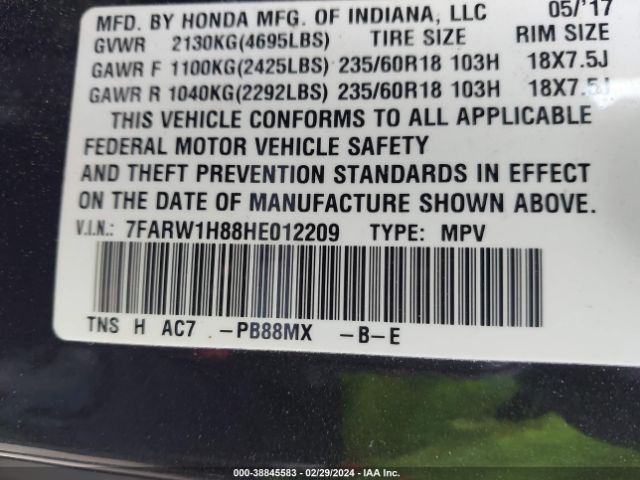 MFD. BY HONDA MFG. OF INDIANA, LLC 05/'17
GVWR 2130KG(4695LBS) TIRE SIZE RIM SIZE
GAWR F 1100KG(2425LBS) 235/60R18 103H 18X7.5J
GAWR R 1040KG(2292LBS) 235/60R18 103H 18X7.5J
THIS VEHICLE CONFORMS TO ALL APPLICABLE
FEDERAL MOTOR VEHICLE SAFETY
AND THEFT PREVENTION STANDARDS IN EFFECT
ON THE DATE OF MANUFACTURE SHOWN ABOVE.
V.I.N.: 7FARW1H88HE012209 TYPE: MPV
TNS H AC7 -PB88MX -B-E
000-38845583 - 02/29/2024 - IAA Inc.